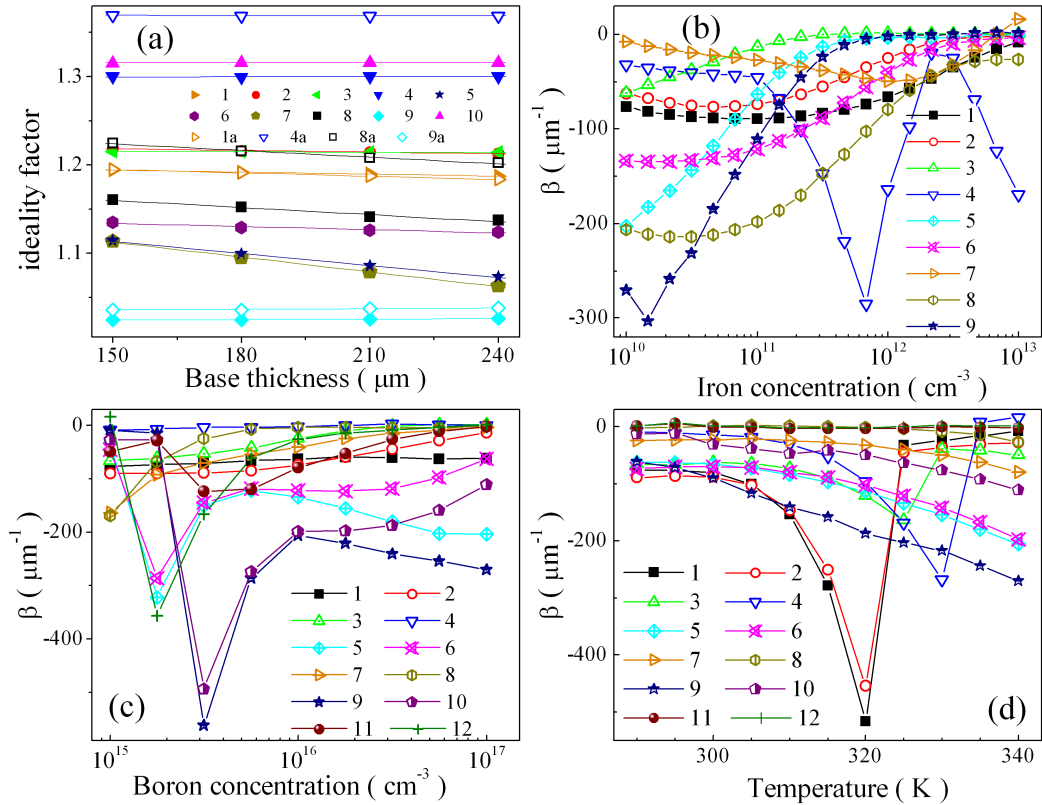 (a)
1.3
1.2
1.1
ideality factor
1 2 3 4 5
6 7 8 9 10
1a 4a 8a 9a
150 180 210 240
Base thickness ( μm )
(b)
0
-100
-200
-300
β ( μm⁻¹ )
1
2
3
4
5
6
7
8
9
10¹⁰ 10¹¹ 10¹² 10¹³
Iron concentration ( cm⁻³ )
0
-200
-400
β ( μm⁻¹ )
1 2
3 4
5 6
7 8
9 10
11 12
(c)
10¹⁵ 10¹⁶ 10¹⁷
Boron concentration ( cm⁻³ )
0
-200
-400
β ( μm⁻¹ )
1 2
3 4
5 6
7 8
9 10
11 12
(d)
300 320 340
Temperature ( K )